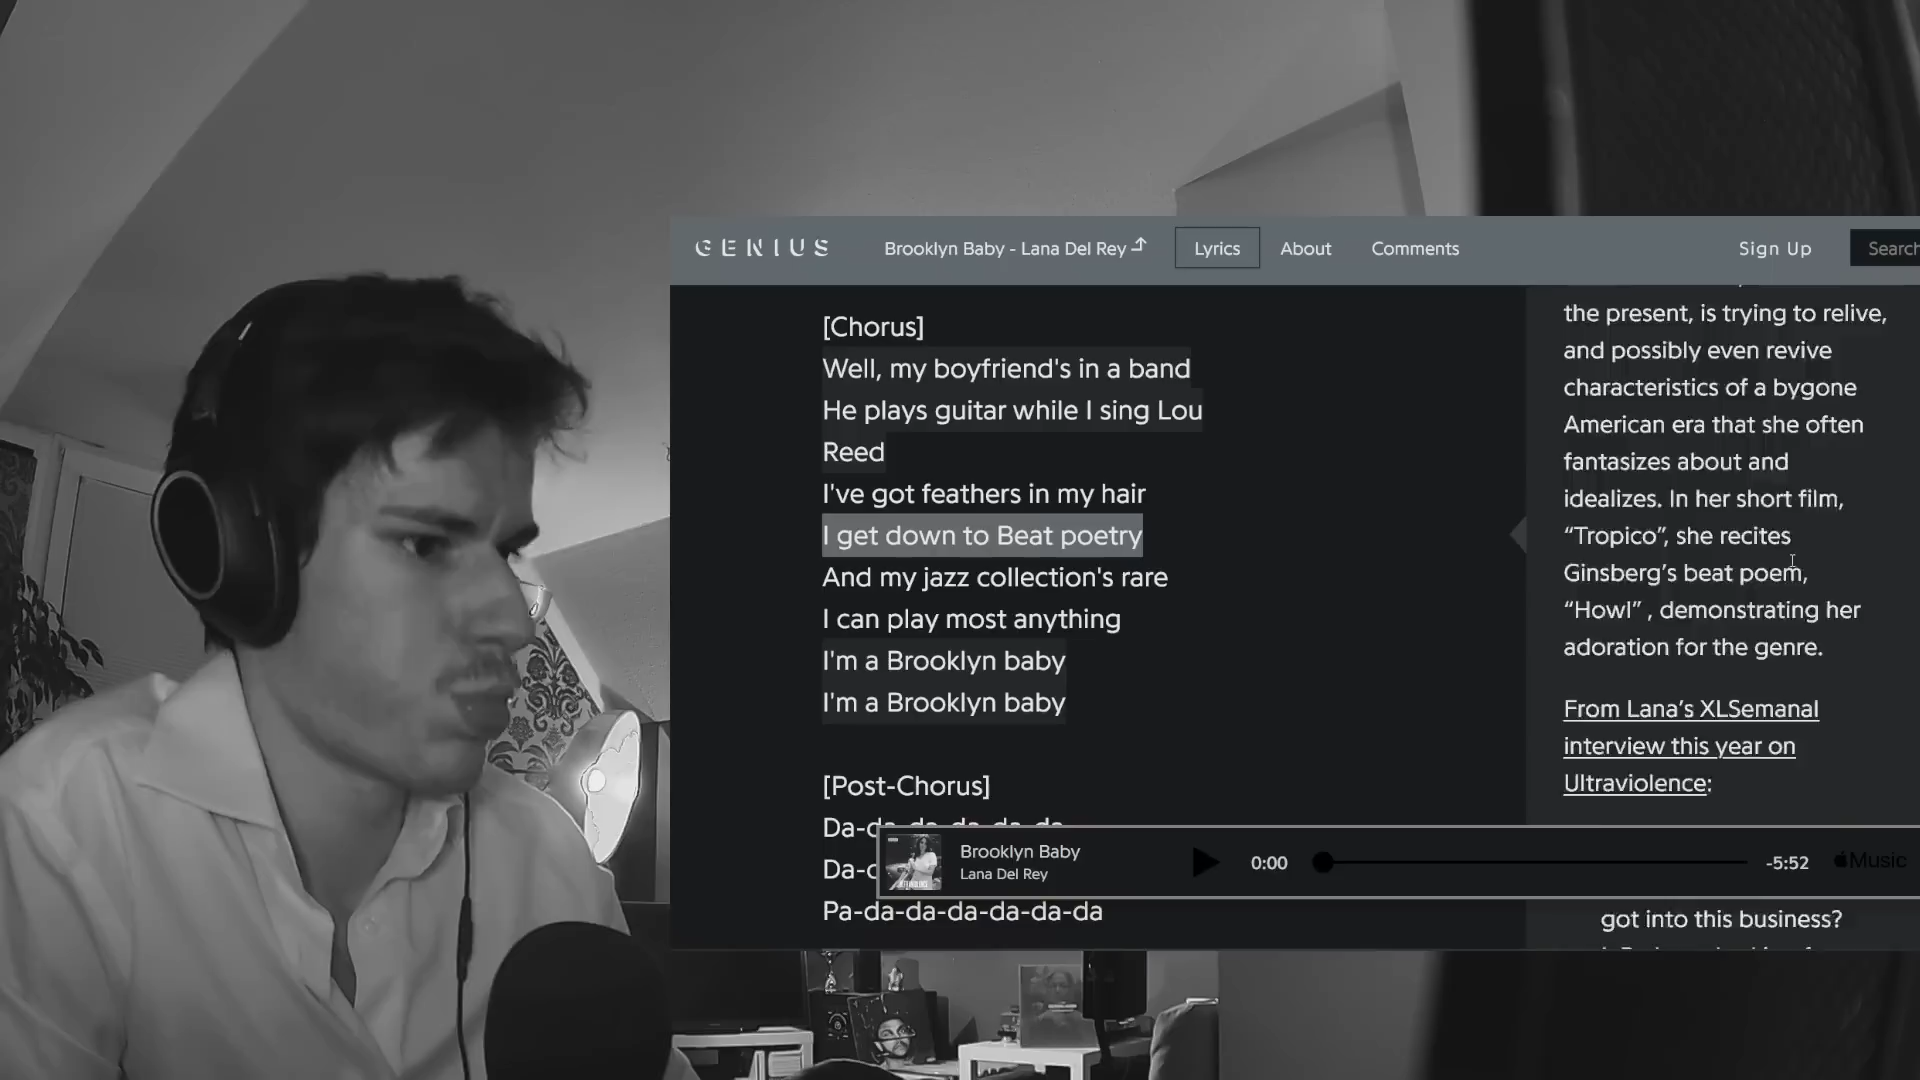 GENIUS
Brooklyn Baby - Lana Del Rey
Lyrics
About
Comments
Sign Up
Search
[Chorus]
Well, my boyfriend's in a band
He plays guitar while I sing Lou
Reed
I've got feathers in my hair
I get down to Beat poetry
And my jazz collection's rare
I can play most anything
I'm a Brooklyn baby
I'm a Brooklyn baby
[Post-Chorus]
Pa-da-da-da-da-da-da
the present, is trying to relive,
and possibly even revive
characteristics of a bygone
American era that she often
fantasizes about and
idealizes. In her short film,
“Tropico”, she recites
Ginsberg’s beat poem,
“Howl” , demonstrating her
adoration for the genre.
From Lana’s XLSemanal
interview this year on
Ultraviolence:
got into this business?
Brooklyn Baby
Lana Del Rey
0:00
-5:52
Music